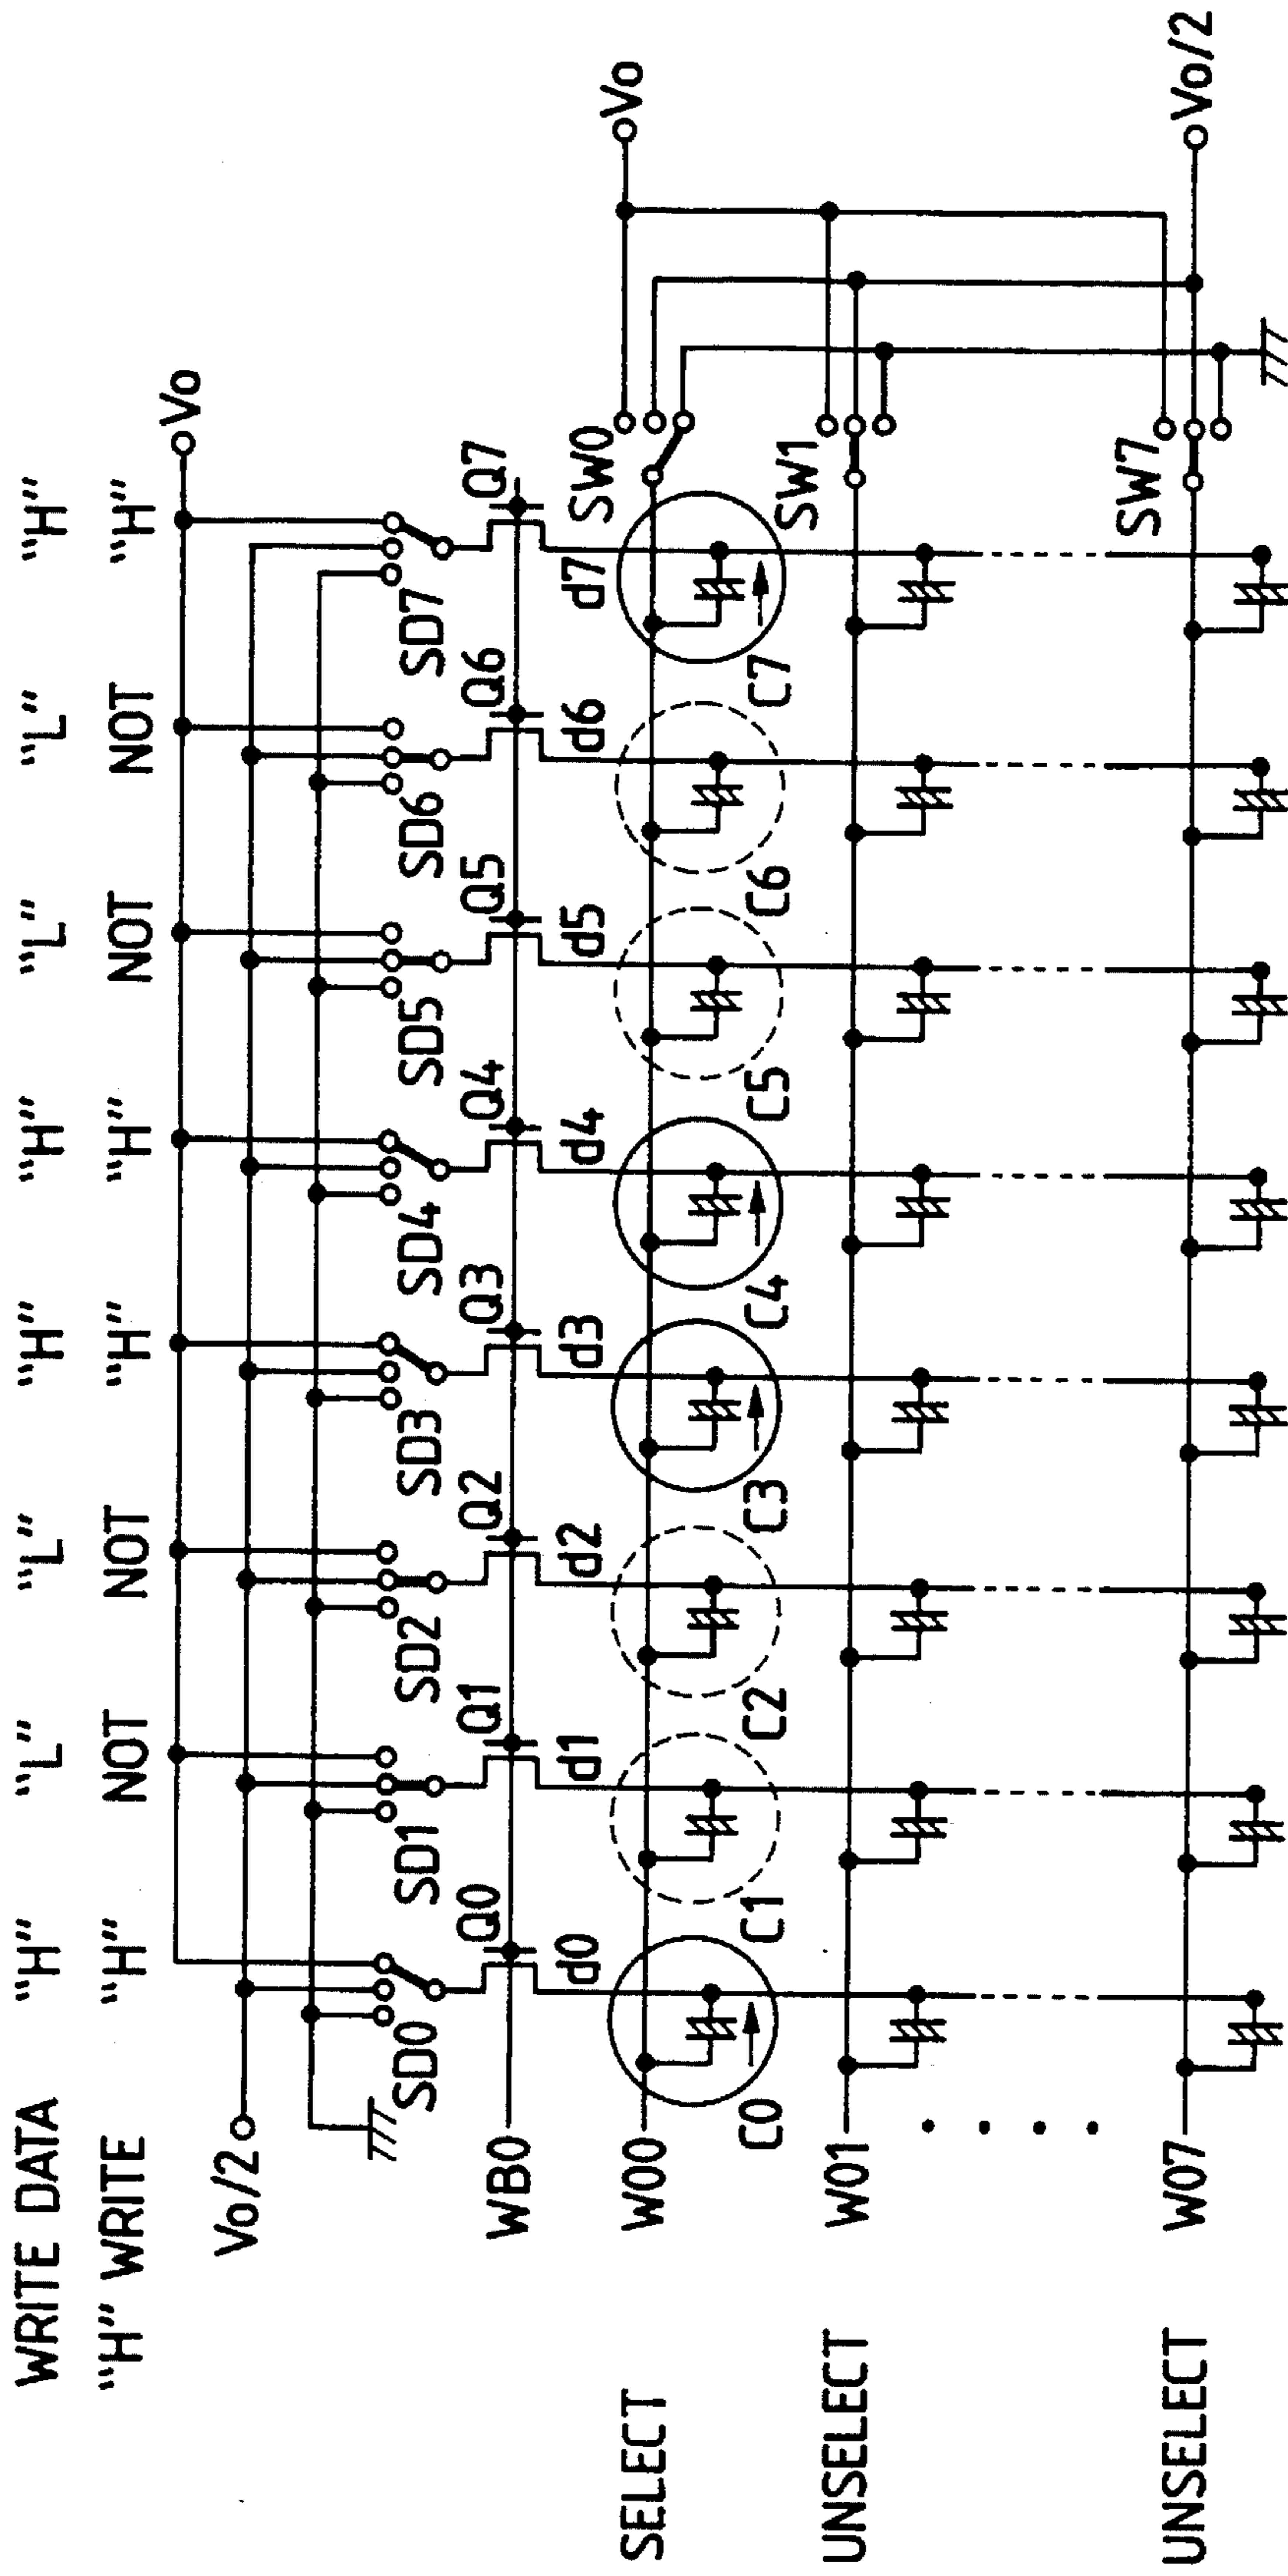 WRITE DATA "H" "L" "L" "H" "H" "L" "L" "H"
"H" WRITE "H" NOT NOT "H" "H" NOT NOT "H"
Vo
Vo/2
SD0 SD1 SD2 SD3 SD4 SD5 SD6 SD7
Q0 Q1 Q2 Q3 Q4 Q5 Q6 Q7
WB0
d0 d1 d2 d3 d4 d5 d6 d7
SW0 Vo
SELECT W00
C0 C1 C2 C3 C4 C5 C6 C7
SW1
UNSELECT W01
SW7
UNSELECT W07 Vo/2